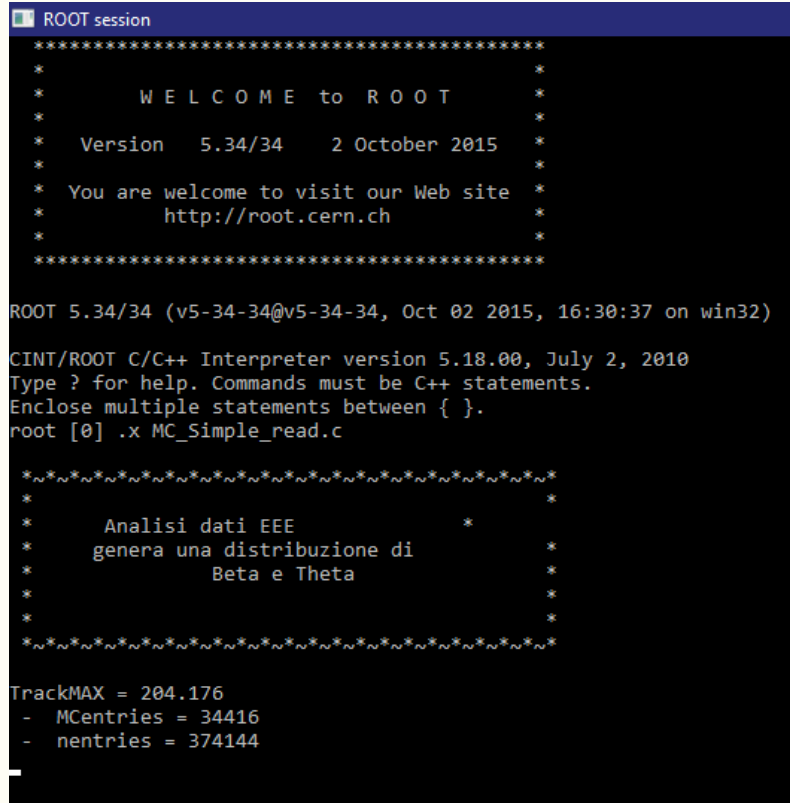 ROOT session
*******************************************
*                                         *
*        W E L C O M E  to  R O O T       *
*                                         *
*   Version   5.34/34    2 October 2015   *
*                                         *
*  You are welcome to visit our Web site  *
*          http://root.cern.ch            *
*                                         *
*******************************************
ROOT 5.34/34 (v5-34-34@v5-34-34, Oct 02 2015, 16:30:37 on win32)
CINT/ROOT C/C++ Interpreter version 5.18.00, July 2, 2010
Type ? for help. Commands must be C++ statements.
Enclose multiple statements between { }.
root [0] .x MC_Simple_read.c
*~*~*~*~*~*~*~*~*~*~*~*~*~*~*~*~*~*~*~*~*~*~*
*                                           *
*      Analisi dati EEE              *
*     genera una distribuzione di           *
*               Beta e Theta                *
*                                           *
*                                           *
*~*~*~*~*~*~*~*~*~*~*~*~*~*~*~*~*~*~*~*~*~*~*
TrackMAX = 204.176
-  MCentries = 34416
-  nentries = 374144